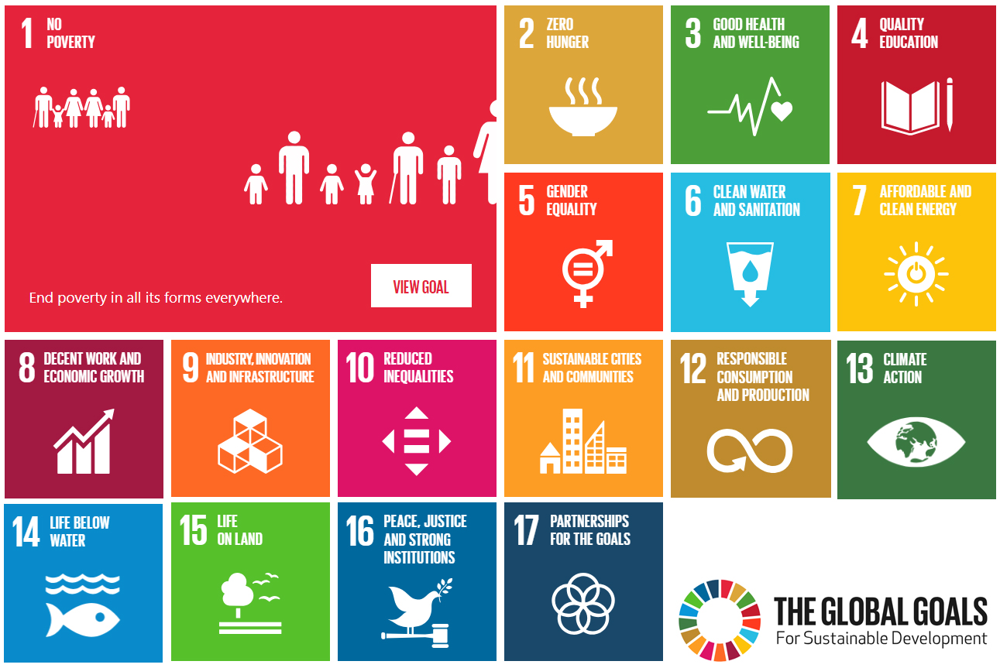 1 NO
POVERTY
End poverty in all its forms everywhere.
VIEW GOAL
2 ZERO
HUNGER
3 GOOD HEALTH
AND WELL-BEING
4 QUALITY
EDUCATION
5 GENDER
EQUALITY
6 CLEAN WATER
AND SANITATION
7 AFFORDABLE AND
CLEAN ENERGY
8 DECENT WORK AND
ECONOMIC GROWTH
9 INDUSTRY, INNOVATION
AND INFRASTRUCTURE
10 REDUCED
INEQUALITIES
11 SUSTAINABLE CITIES
AND COMMUNITIES
12 RESPONSIBLE
CONSUMPTION
AND PRODUCTION
13 CLIMATE
ACTION
14 LIFE BELOW
WATER
15 LIFE
ON LAND
16 PEACE, JUSTICE
AND STRONG
INSTITUTIONS
17 PARTNERSHIPS
FOR THE GOALS
THE GLOBAL GOALS
For Sustainable Development